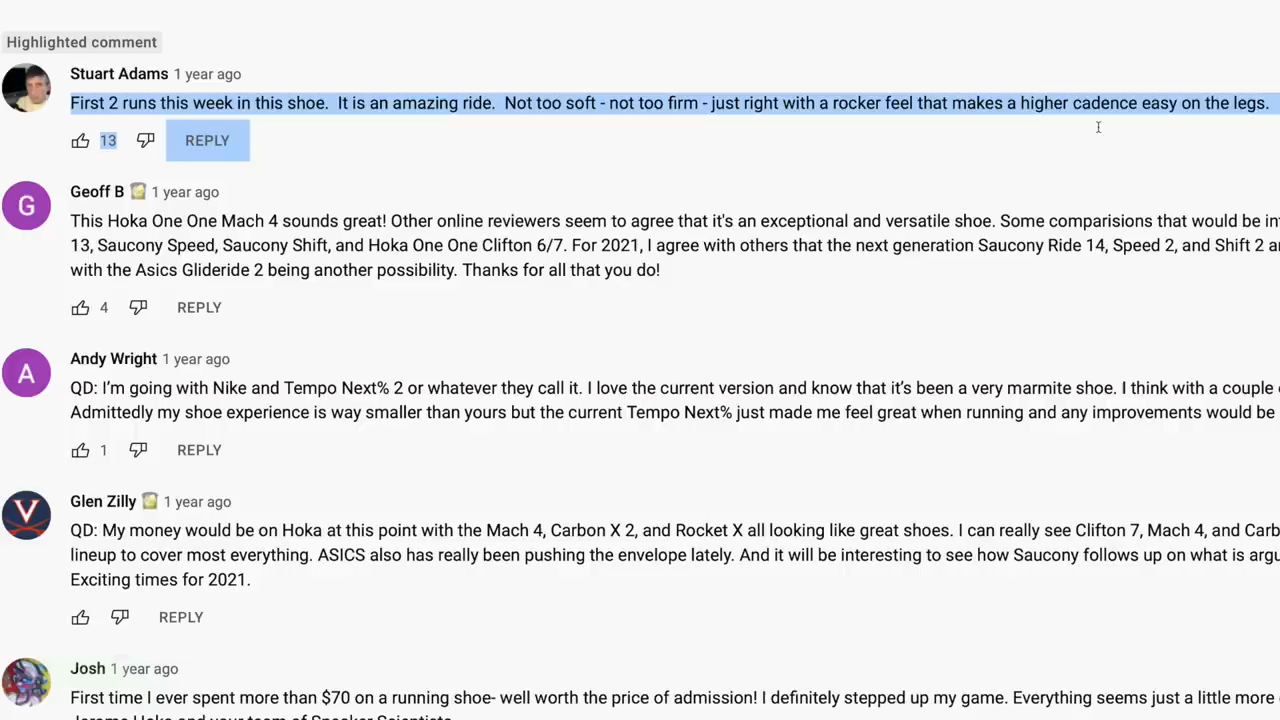 Highlighted comment
Stuart Adams 1 year ago
First 2 runs this week in this shoe.  It is an amazing ride.  Not too soft - not too firm - just right with a rocker feel that makes a higher cadence easy on the legs.
13 REPLY
Geoff B 1 year ago
This Hoka One One Mach 4 sounds great! Other online reviewers seem to agree that it's an exceptional and versatile shoe. Some comparisions that would be
13, Saucony Speed, Saucony Shift, and Hoka One One Clifton 6/7. For 2021, I agree with others that the next generation Saucony Ride 14, Speed 2, and Shift 2
with the Asics Glideride 2 being another possibility. Thanks for all that you do!
4 REPLY
Andy Wright 1 year ago
QD: I’m going with Nike and Tempo Next% 2 or whatever they call it. I love the current version and know that it’s been a very marmite shoe. I think with a couple
Admittedly my shoe experience is way smaller than yours but the current Tempo Next% just made me feel great when running and any improvements would be
1 REPLY
Glen Zilly 1 year ago
QD: My money would be on Hoka at this point with the Mach 4, Carbon X 2, and Rocket X all looking like great shoes. I can really see Clifton 7, Mach 4, and
lineup to cover most everything. ASICS also has really been pushing the envelope lately. And it will be interesting to see how Saucony follows up on what is
Exciting times for 2021.
REPLY
Josh 1 year ago
First time I ever spent more than $70 on a running shoe- well worth the price of admission! I definitely stepped up my game. Everything seems just a little more
G
A